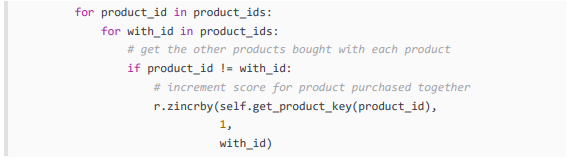 for product_id in product_ids:
for with_id in product_ids:
# get the other products bought with each product
if product_id != with_id:
# increment score for product purchased together
r.zincrby(self.get_product_key(product_id),
1,
with_id)